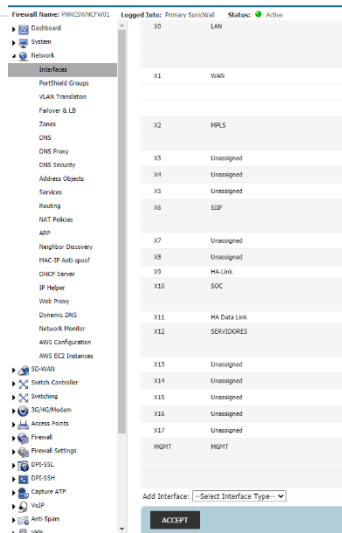 Firewall Name: PNNCSWNCFW01 Logged Into: Primary SonicWall Status: Active
Dashboard
System
Network
Interfaces
PortShield Groups
VLAN Translation
Failover & LB
Zones
DNS
DNS Proxy
DNS Security
Address Objects
Services
Routing
NAT Policies
ARP
Neighbor Discovery
MAC-IP Anti-spoof
DHCP Server
IP Helper
Web Proxy
Dynamic DNS
Network Monitor
AWS Configuration
AWS EC2 Instances
SD-WAN
Switch Controller
Switching
3G/4G/Modem
Access Points
Firewall
Firewall Settings
DPI-SSL
DPI-SSH
Capture ATP
VoIP
Anti-Spam
VPN
X0 LAN
X1 WAN
X2 MPLS
X3 Unassigned
X4 Unassigned
X5 Unassigned
X6 SIIF
X7 Unassigned
X8 Unassigned
X9 HA-Link
X10 SOC
X11 HA Data Link
X12 SERVIDORES
X13 Unassigned
X14 Unassigned
X15 Unassigned
X16 Unassigned
X17 Unassigned
MGMT MGMT
Add Interface: --Select Interface Type--
ACCEPT